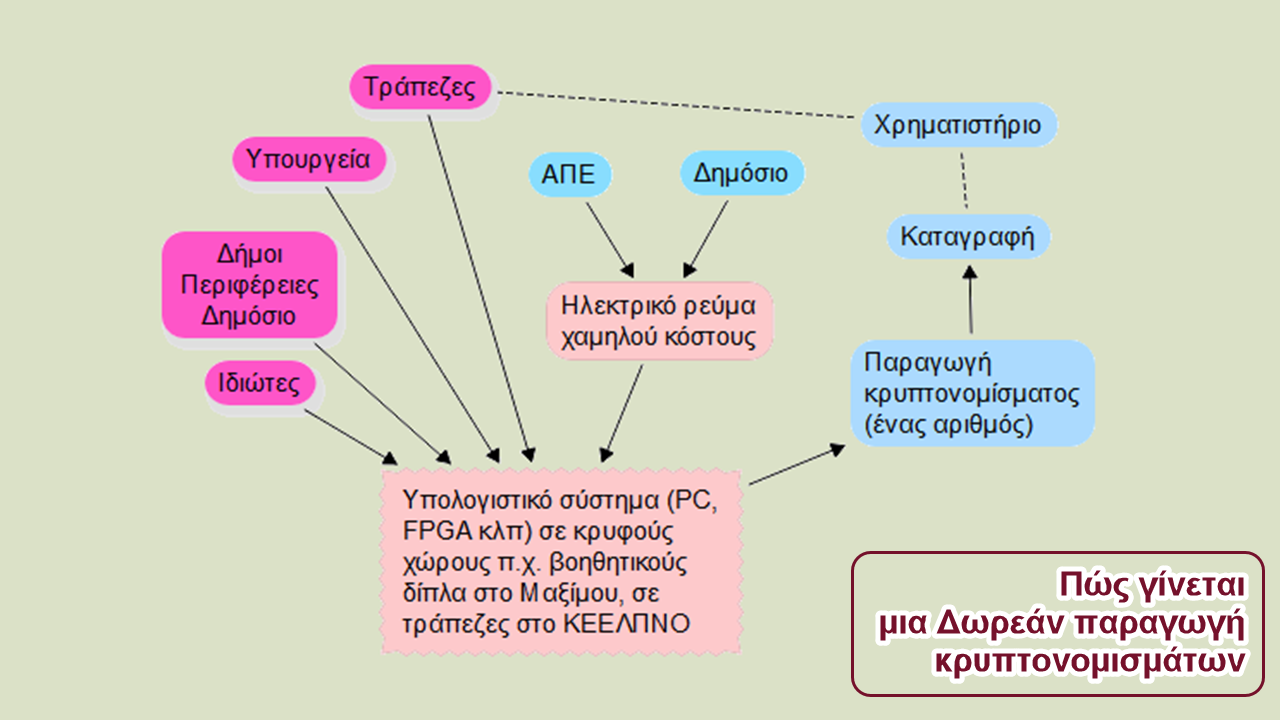 Τράπεζες
Χρηματιστήριο
Υπουργεία
ΑΠΕ
Δημόσιο
Καταγραφή
Δήμοι
Περιφέρειες
Δημόσιο
Ηλεκτρικό ρεύμα
χαμηλού κόστους
Ιδιώτες
Παραγωγή
κρυπτονομίσματος
(ένας αριθμός)
Υπολογιστικό σύστημα (PC,
FPGA κλπ) σε κρυφούς
χώρους π.χ. βοηθητικούς
δίπλα στο Μαξίμου, σε
τράπεζες στο ΚΕΕΛΠΝΟ
Πώς γίνεται
μια Δωρεάν παραγωγή
κρυπτονομισμάτων